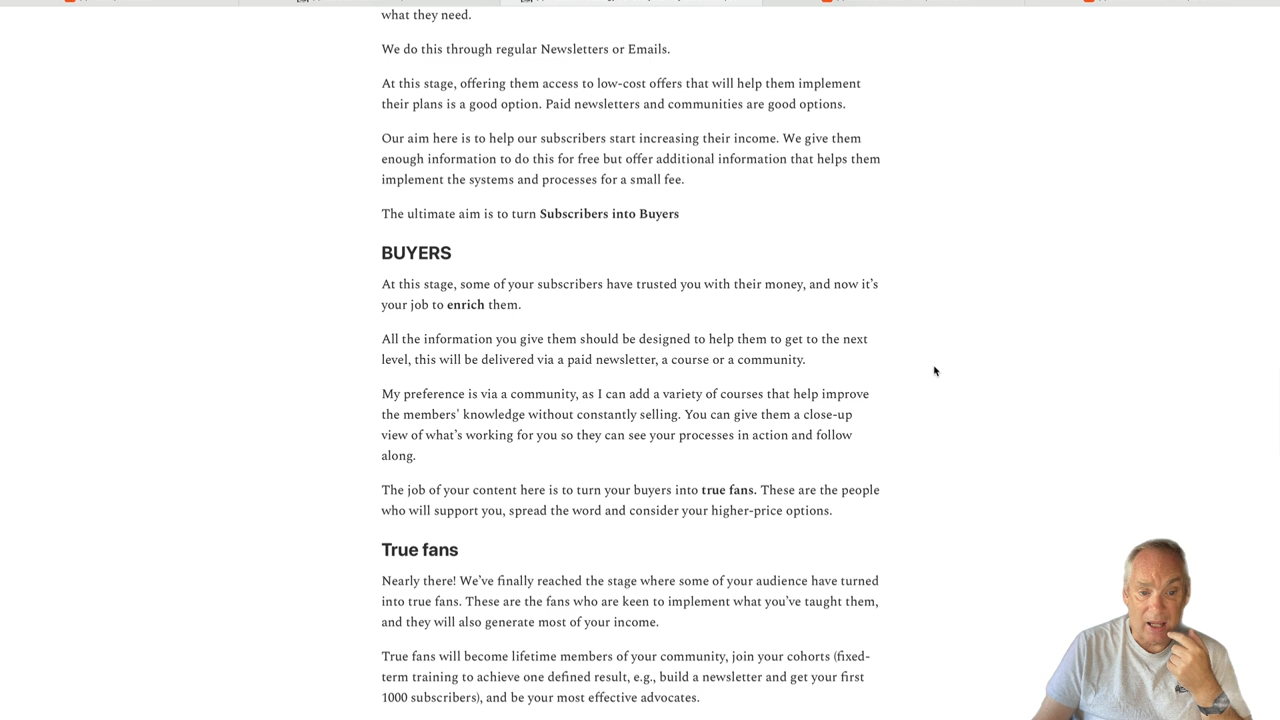 what they need.
We do this through regular Newsletters or Emails.
At this stage, offering them access to low-cost offers that will help them implement
their plans is a good option. Paid newsletters and communities are good options.
Our aim here is to help our subscribers start increasing their income. We give them
enough information to do this for free but offer additional information that helps them
implement the systems and processes for a small fee.
The ultimate aim is to turn Subscribers into Buyers
BUYERS
At this stage, some of your subscribers have trusted you with their money, and now it’s
your job to enrich them.
All the information you give them should be designed to help them to get to the next
level, this will be delivered via a paid newsletter, a course or a community.
My preference is via a community, as I can add a variety of courses that help improve
the members' knowledge without constantly selling. You can give them a close-up
view of what’s working for you so they can see your processes in action and follow
along.
The job of your content here is to turn your buyers into true fans. These are the people
who will support you, spread the word and consider your higher-price options.
True fans
Nearly there! We’ve finally reached the stage where some of your audience have turned
into true fans. These are the fans who are keen to implement what you’ve taught them,
and they will also generate most of your income.
True fans will become lifetime members of your community, join your cohorts (fixed-
term training to achieve one defined result, e.g., build a newsletter and get your first
1000 subscribers), and be your most effective advocates.